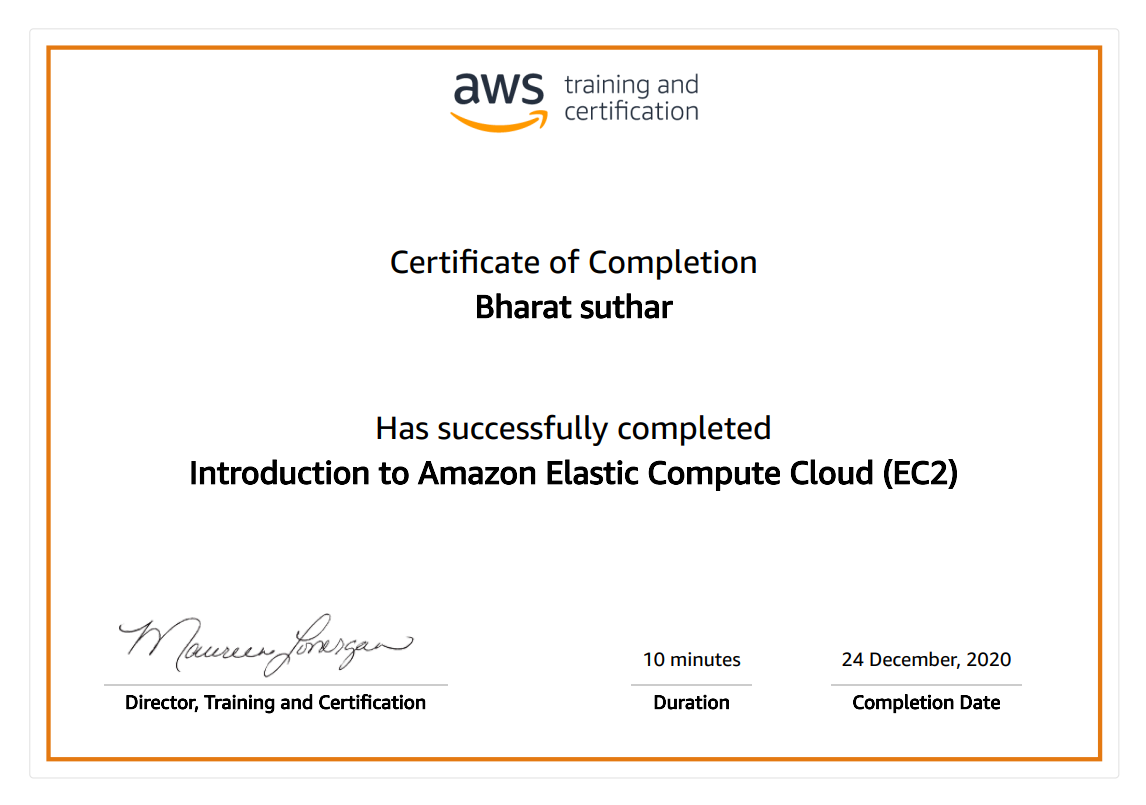 aws training and
certification
Certificate of Completion
Bharat suthar
Has successfully completed
Introduction to Amazon Elastic Compute Cloud (EC2)
Maureen Lonergan
10 minutes
24 December, 2020
Director, Training and Certification
Duration
Completion Date